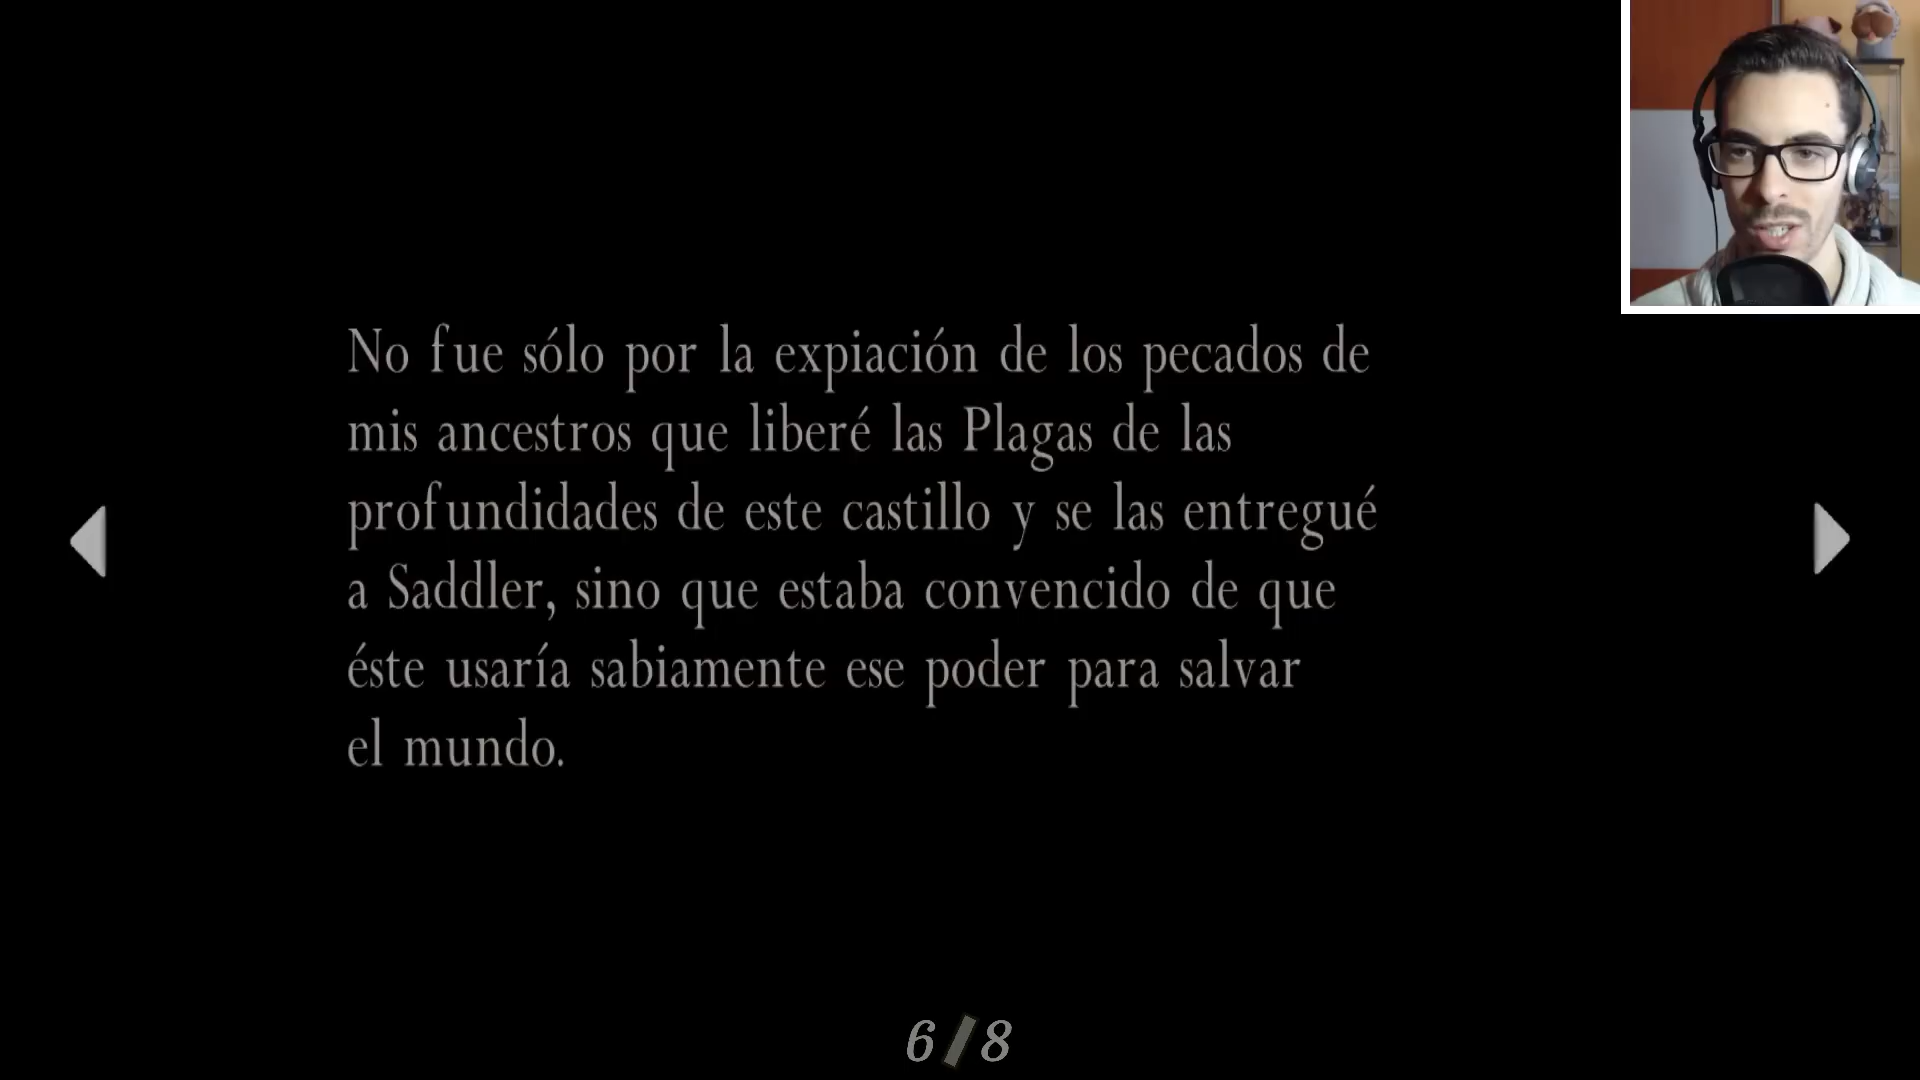 No fue sólo por la expiación de los pecados de
mis ancestros que liberé las Plagas de las
profundidades de este castillo y se las entregué
a Saddler, sino que estaba convencido de que
éste usaría sabiamente ese poder para salvar
el mundo.
6/8